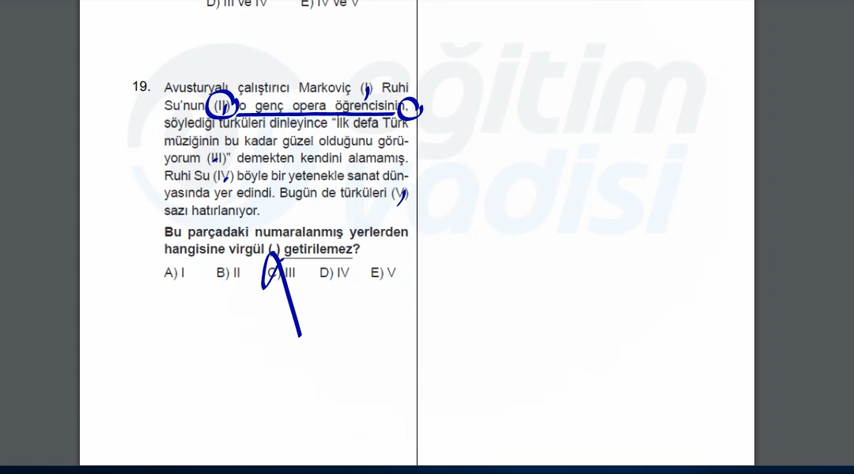 D) III ve IV E) IV ve V
eğitim
vadisi
19. Avusturyalı çalıştırıcı Markoviç (I) Ruhi
Su'nun (II) o genç opera öğrencisinin,
söylediği türküleri dinleyince "İlk defa Türk
müziğinin bu kadar güzel olduğunu görü-
yorum (III)" demekten kendini alamamış.
Ruhi Su (IV) böyle bir yetenekle sanat dün-
yasında yer edindi. Bugün de türküleri (V)
sazı hatırlanıyor.
Bu parçadaki numaralanmış yerlerden
hangisine virgül (,) getirilemez?
A) I B) II C) III D) IV E) V